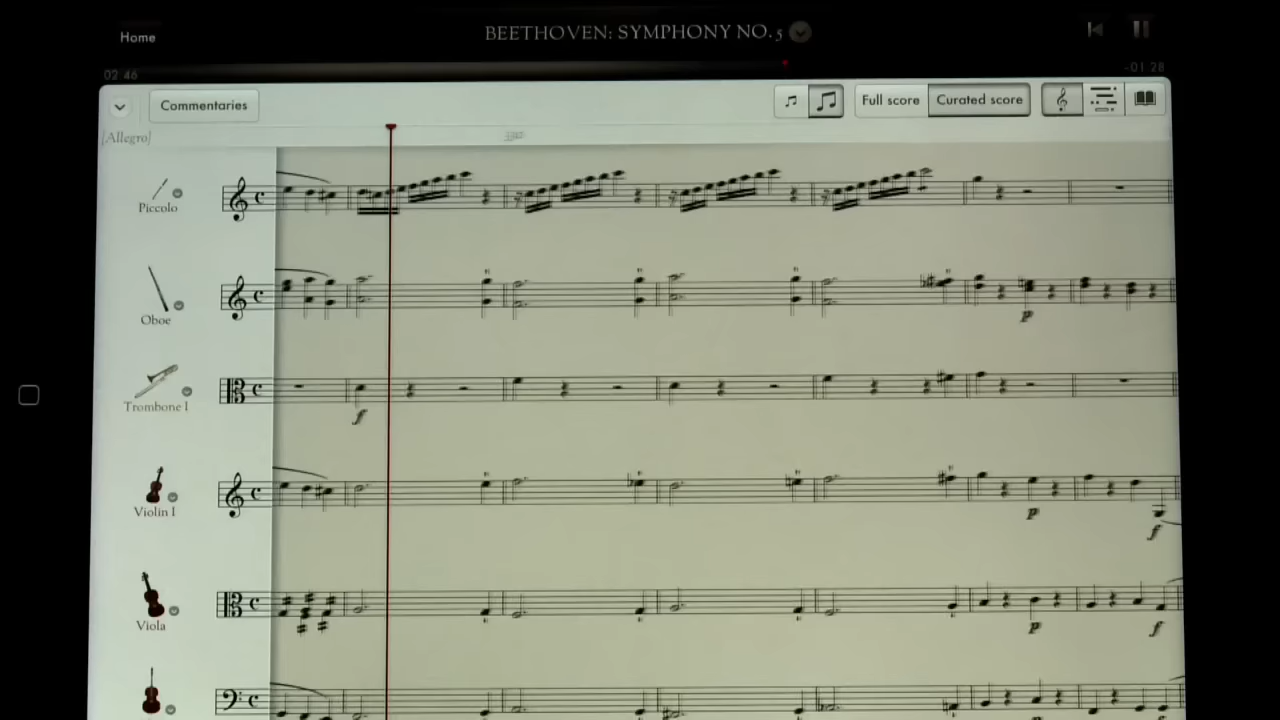 Home
BEETHOVEN: SYMPHONY NO. 5
02:46
-01:28
Commentaries
Full score
Curated score
[Allegro]
Piccolo
Oboe
p
Trombone I
f
Violin I
p
f
Viola
p
f